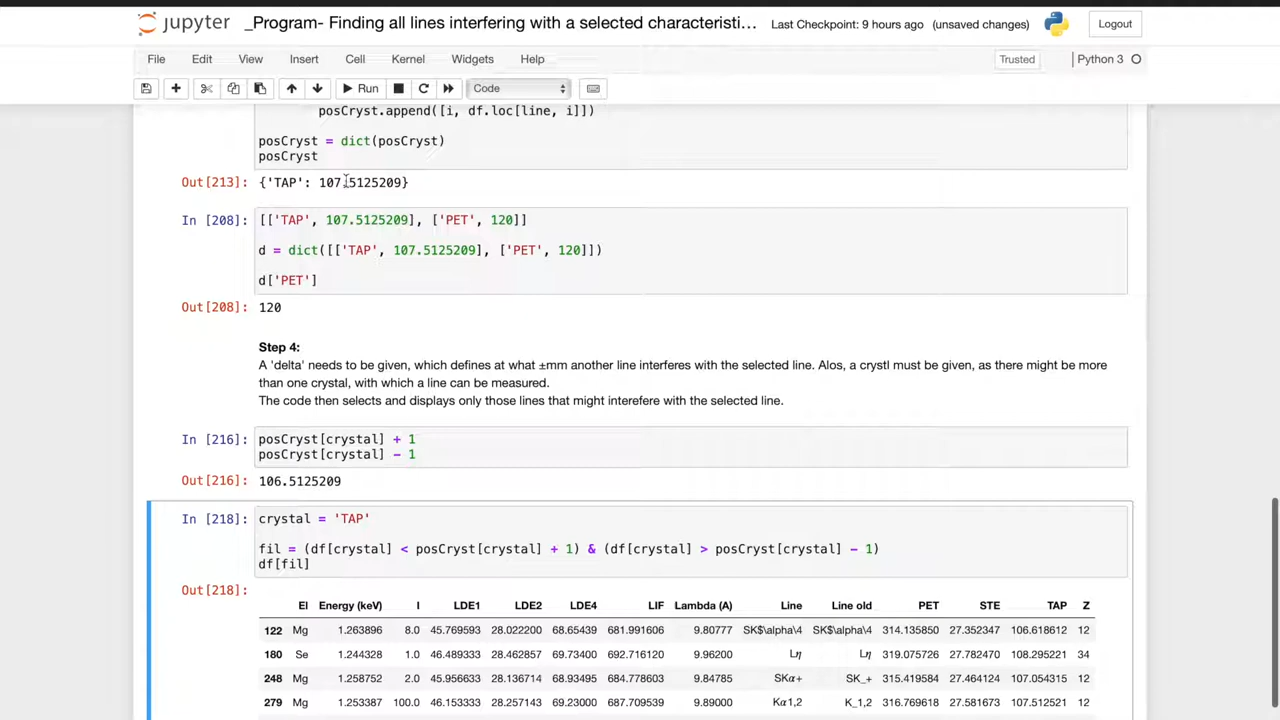 jupyter _Program- Finding all lines interfering with a selected characteristi... Last Checkpoint: 9 hours ago (unsaved changes) Logout
File Edit View Insert Cell Kernel Widgets Help Trusted Python 3
Run Code
posCryst.append([i, df.loc[line, i]])
posCryst = dict(posCryst)
posCryst
Out[213]: {'TAP': 107.5125209}
In [208]: [['TAP', 107.5125209], ['PET', 120]]
d = dict([['TAP', 107.5125209], ['PET', 120]])
d['PET']
Out[208]: 120
Step 4:
A 'delta' needs to be given, which defines at what ±mm another line interferes with the selected line. Alos, a crystl must be given, as there might be more
than one crystal, with which a line can be measured.
The code then selects and displays only those lines that might interefere with the selected line.
In [216]: posCryst[crystal] + 1
posCryst[crystal] - 1
Out[216]: 106.5125209
In [218]: crystal = 'TAP'
fil = (df[crystal] < posCryst[crystal] + 1) & (df[crystal] > posCryst[crystal] - 1)
df[fil]
Out[218]:
El Energy (keV) I LDE1 LDE2 LDE4 LIF Lambda (A) Line Line old PET STE TAP Z
122 Mg 1.263896 8.0 45.769593 28.022200 68.65439 681.991606 9.80777 SK$\alpha\4 SK$\alpha\4 314.135850 27.352347 106.618612 12
180 Se 1.244328 1.0 46.489333 28.462857 69.73400 692.716120 9.96200 Lη Lη 319.075726 27.782470 108.295221 34
248 Mg 1.258752 2.0 45.956633 28.136714 68.93495 684.778603 9.84785 SKα+ SK_+ 315.419584 27.464124 107.054315 12
279 Mg 1.253387 100.0 46.153333 28.257143 69.23000 687.709539 9.89000 Kα1,2 K_1,2 316.769618 27.581673 107.512521 12